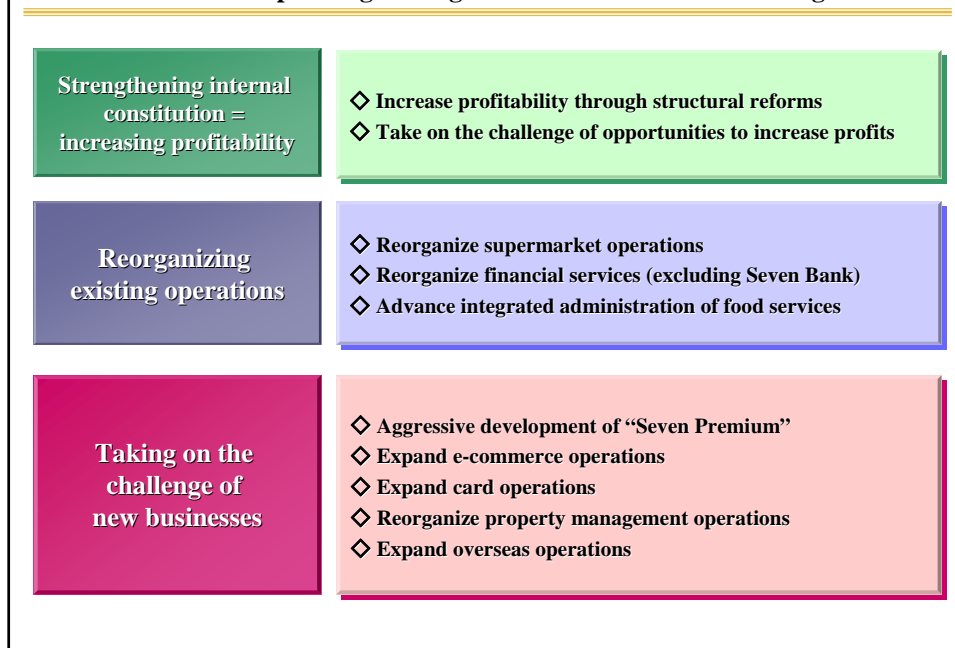 Strengthening internal
constitution =
increasing profitability
◇ Increase profitability through structural reforms
◇ Take on the challenge of opportunities to increase profits
Reorganizing
existing operations
◇ Reorganize supermarket operations
◇ Reorganize financial services (excluding Seven Bank)
◇ Advance integrated administration of food services
Taking on the
challenge of
new businesses
◇ Aggressive development of “Seven Premium”
◇ Expand e-commerce operations
◇ Expand card operations
◇ Reorganize property management operations
◇ Expand overseas operations